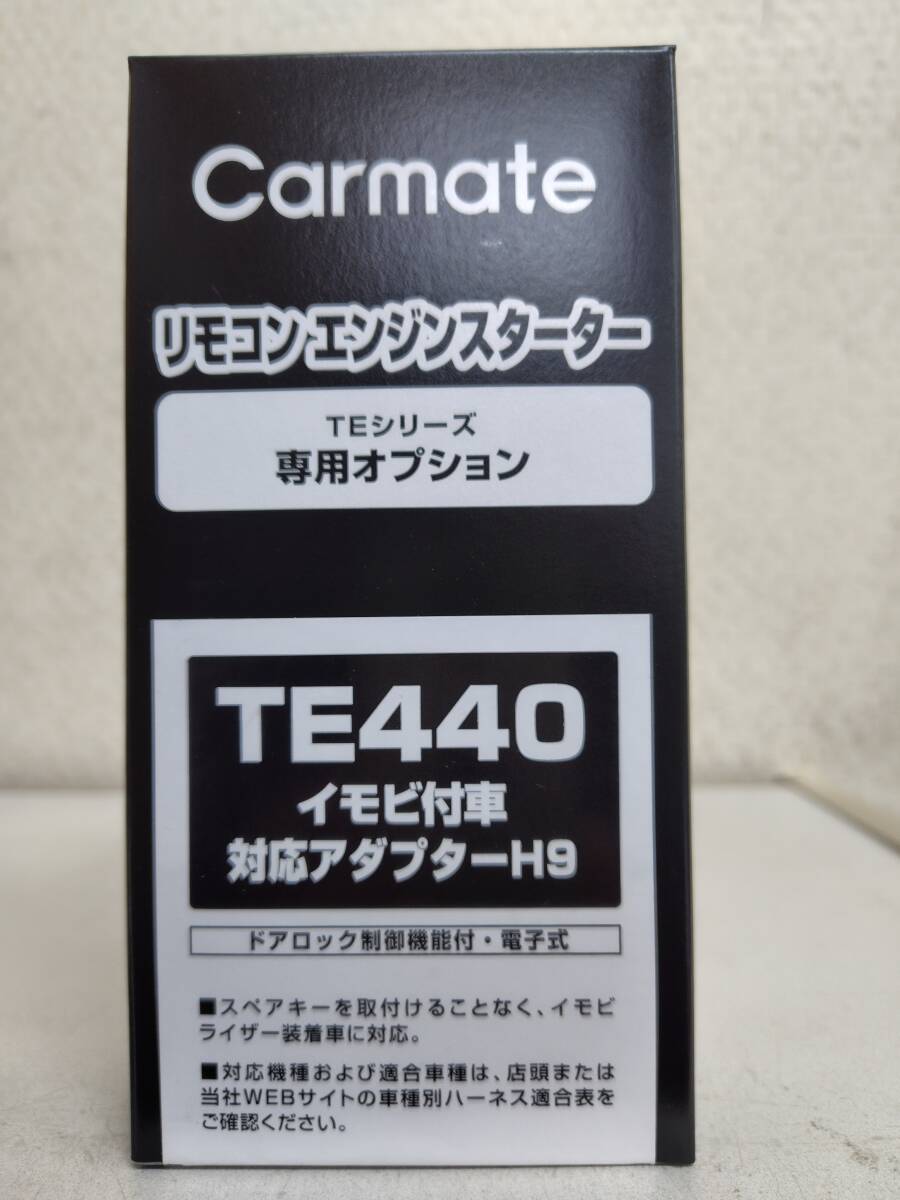 Carmate
リモコンエンジンスターター
TEシリーズ
専用オプション
TE440
イモビ付車
対応アダプターH9
ドアロック制御機能付・電子式
■スペアキーを取付けることなく、イモビ
ライザー装着車に対応。
■対応機種および適合車種は、店頭または
当社WEBサイトの車種別ハーネス適合表を
ご確認ください。